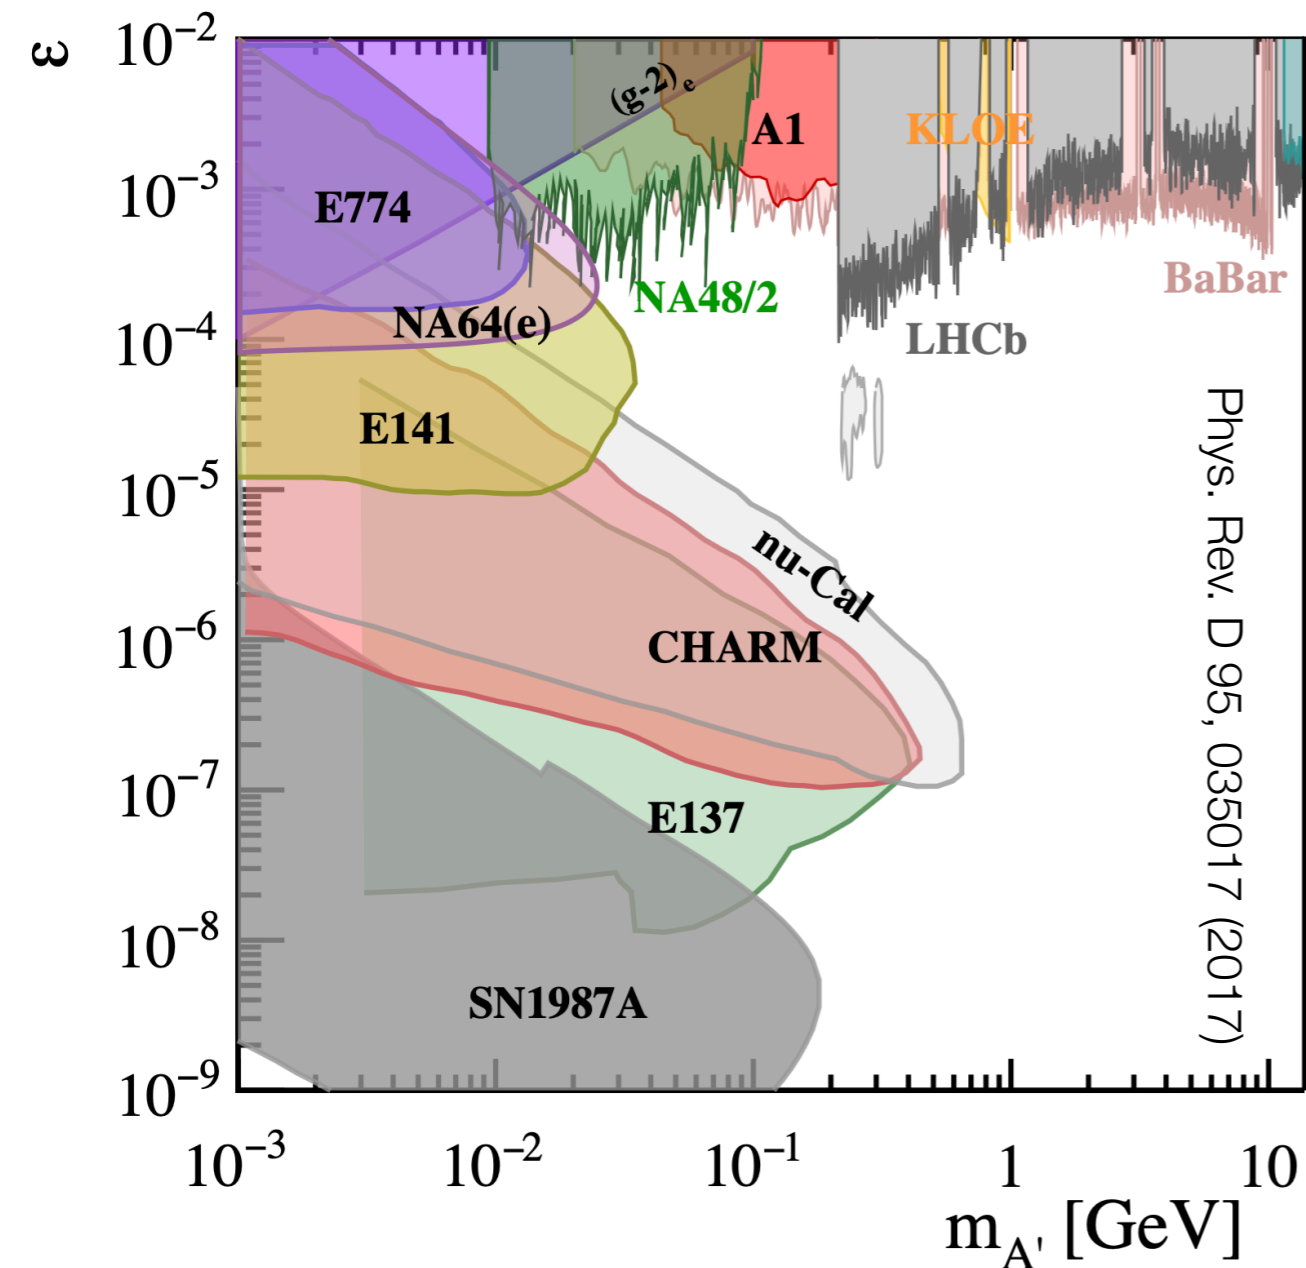 ε
10⁻²
10⁻³
10⁻⁴
10⁻⁵
10⁻⁶
10⁻⁷
10⁻⁸
10⁻⁹
(g-2)ₑ
A1
KLOE
E774
NA48/2
BaBar
NA64(e)
LHCb
E141
nu-Cal
CHARM
E137
SN1987A
Phys. Rev. D 95, 035017 (2017)
10⁻³ 10⁻² 10⁻¹ 1 10
m_A' [GeV]